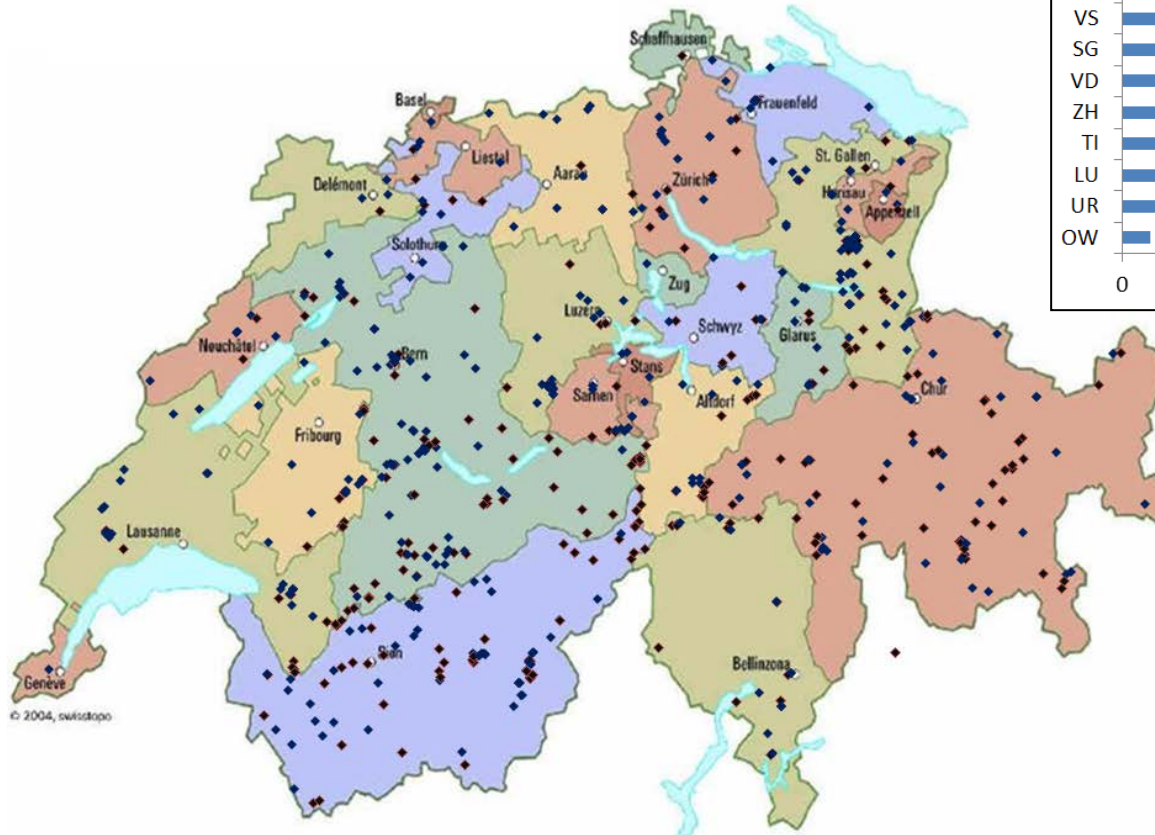 Schaffhausen
Basel
Frauenfeld
Liestal
St. Gallen
Aarau
Delémont
Zürich
Herisau
Appenzell
Solothurn
Zug
Luzern
Schwyz
Glarus
Neuchâtel
Bern
Stans
Sarnen
Altdorf
Chur
Fribourg
Lausanne
Sion
Bellinzona
Genève
© 2004, swisstopo
VS
SG
VD
ZH
TI
LU
UR
OW
0